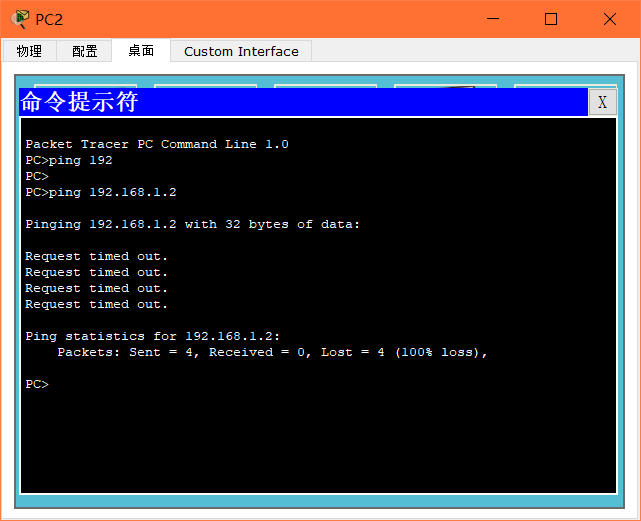 PC2
物理 配置 桌面 Custom Interface
命令提示符 X
Packet Tracer PC Command Line 1.0
PC>ping 192
PC>
PC>ping 192.168.1.2
Pinging 192.168.1.2 with 32 bytes of data:
Request timed out.
Request timed out.
Request timed out.
Request timed out.
Ping statistics for 192.168.1.2:
Packets: Sent = 4, Received = 0, Lost = 4 (100% loss),
PC>